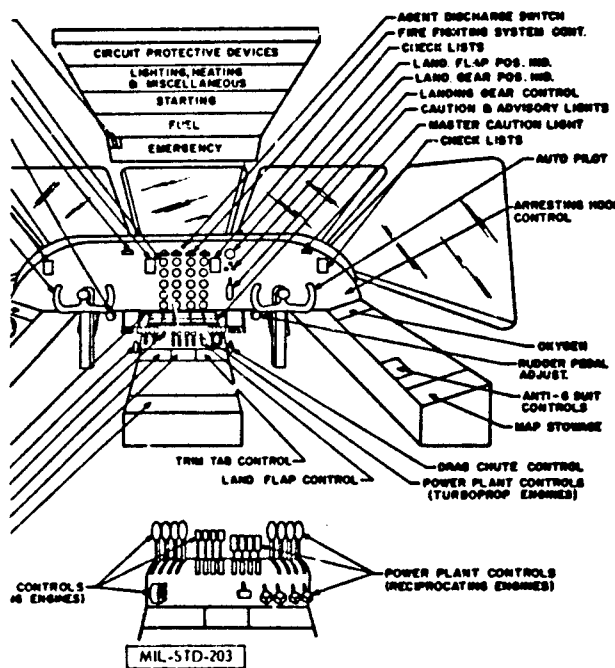 AGENT DISCHARGE SWITCH
FIRE FIGHTING SYSTEM CONT.
CHECK LISTS
LAND. FLAP POS. IND.
LAND. GEAR POS. IND.
LANDING GEAR CONTROL
CAUTION & ADVISORY LIGHTS
MASTER CAUTION LIGHT
CHECK LISTS
AUTO PILOT
ARRESTING HOOK
CONTROL
CIRCUIT PROTECTIVE DEVICES
LIGHTING, HEATING
& MISCELLANEOUS
STARTING
FUEL
EMERGENCY
OXYGEN
RUDDER PEDAL
ADJUST.
ANTI-G SUIT
CONTROLS
MAP STOWAGE
TRIM TAB CONTROL
LAND FLAP CONTROL
DRAG CHUTE CONTROL
POWER PLANT CONTROLS
(TURBOPROP ENGINES)
CONTROLS
NG ENGINES)
POWER PLANT CONTROLS
(RECIPROCATING ENGINES)
MIL-STD-203